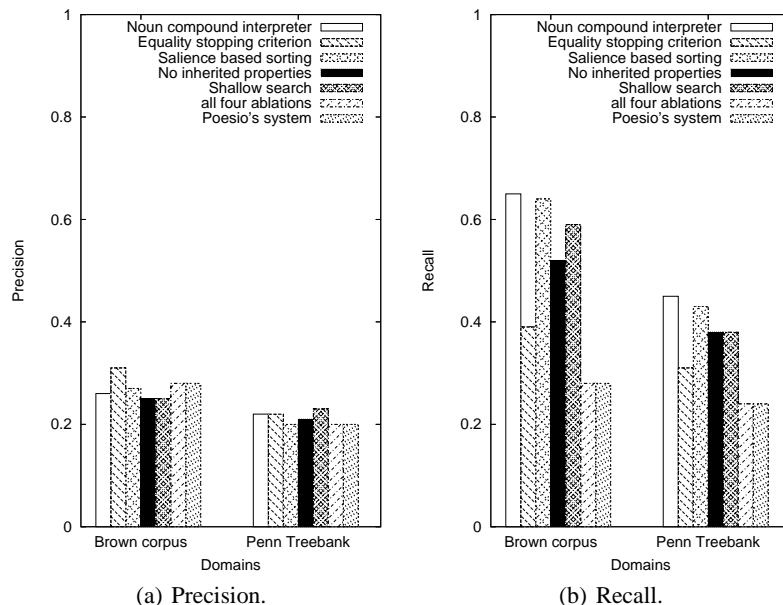 Noun compound interpreter
Equality stopping criterion
Salience based sorting
No inherited properties
Shallow search
all four ablations
Poesio's system
1
0.8
0.6
0.4
0.2
0
Precision
Brown corpus
Penn Treebank
Domains
(a) Precision.
Noun compound interpreter
Equality stopping criterion
Salience based sorting
No inherited properties
Shallow search
all four ablations
Poesio's system
1
0.8
0.6
0.4
0.2
0
Recall
Brown corpus
Penn Treebank
Domains
(b) Recall.